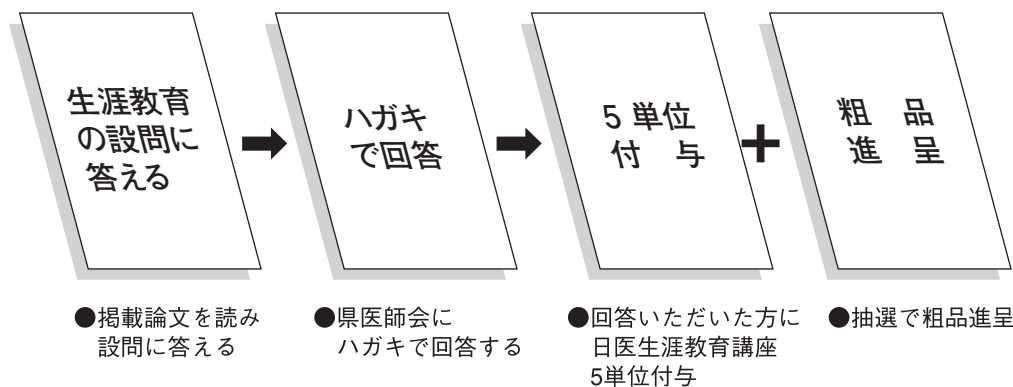 生涯教育
の設問に
答える
ハガキ
で回答
5単位
付 与
粗 品
進 呈
●掲載論文を読み
設問に答える
●県医師会に
ハガキで回答する
●回答いただいた方に
日医生涯教育講座
5単位付与
●抽選で粗品進呈